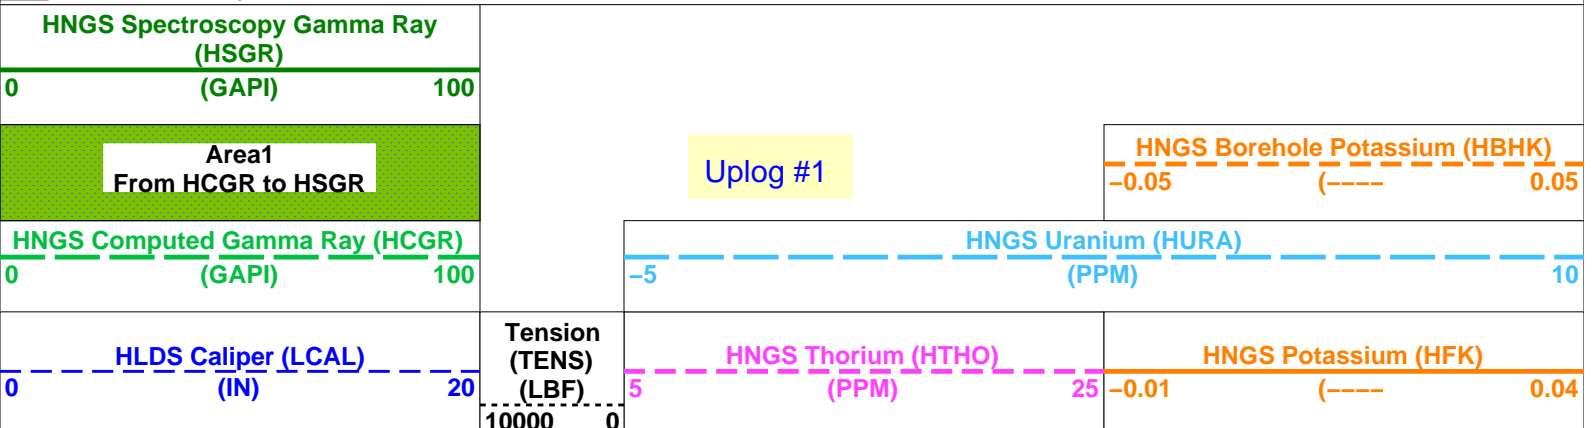 HNGS Spectroscopy Gamma Ray
(HSGR)
0 (GAPI) 100
Area1
From HCGR to HSGR
Uplog #1
HNGS Borehole Potassium (HBHK)
−0.05 (−−−− 0.05
HNGS Computed Gamma Ray (HCGR)
0 (GAPI) 100
HNGS Uranium (HURA)
−5 (PPM) 10
HLDS Caliper (LCAL)
0 (IN) 20
Tension
(TENS)
(LBF)
10000 0
HNGS Thorium (HTHO)
5 (PPM) 25
HNGS Potassium (HFK)
−0.01 (−−−− 0.04